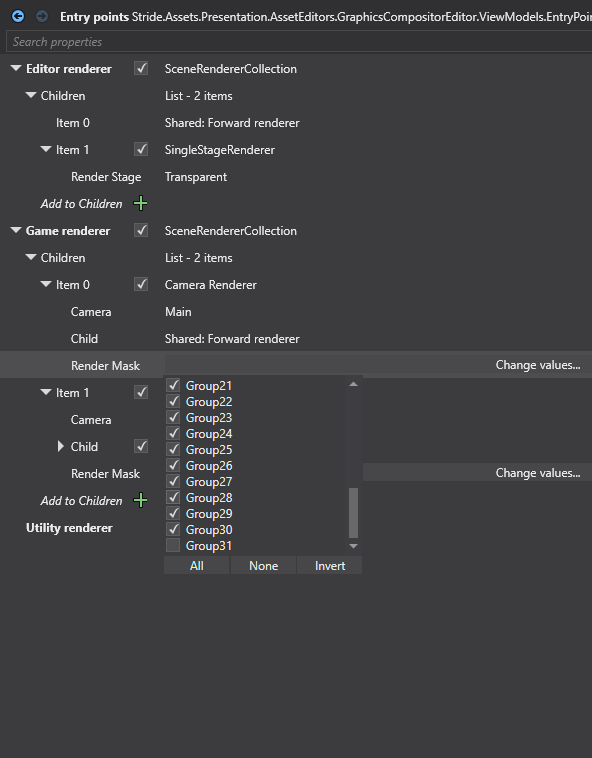 Entry points Stride.Assets.Presentation.AssetEditors.GraphicsCompositorEditor.ViewModels.EntryPoin
Search properties
Editor renderer SceneRendererCollection
Children List - 2 items
Item 0 Shared: Forward renderer
Item 1 SingleStageRenderer
Render Stage Transparent
Add to Children
Game renderer SceneRendererCollection
Children List - 2 items
Item 0 Camera Renderer
Camera Main
Child Shared: Forward renderer
Render Mask Change values...
Group21
Item 1 Group22
Group23
Camera Group24
Group25
Child Group26
Group27
Render Mask Change values...
Group28
Add to Children Group29
Group30
Utility renderer Group31
All None Invert